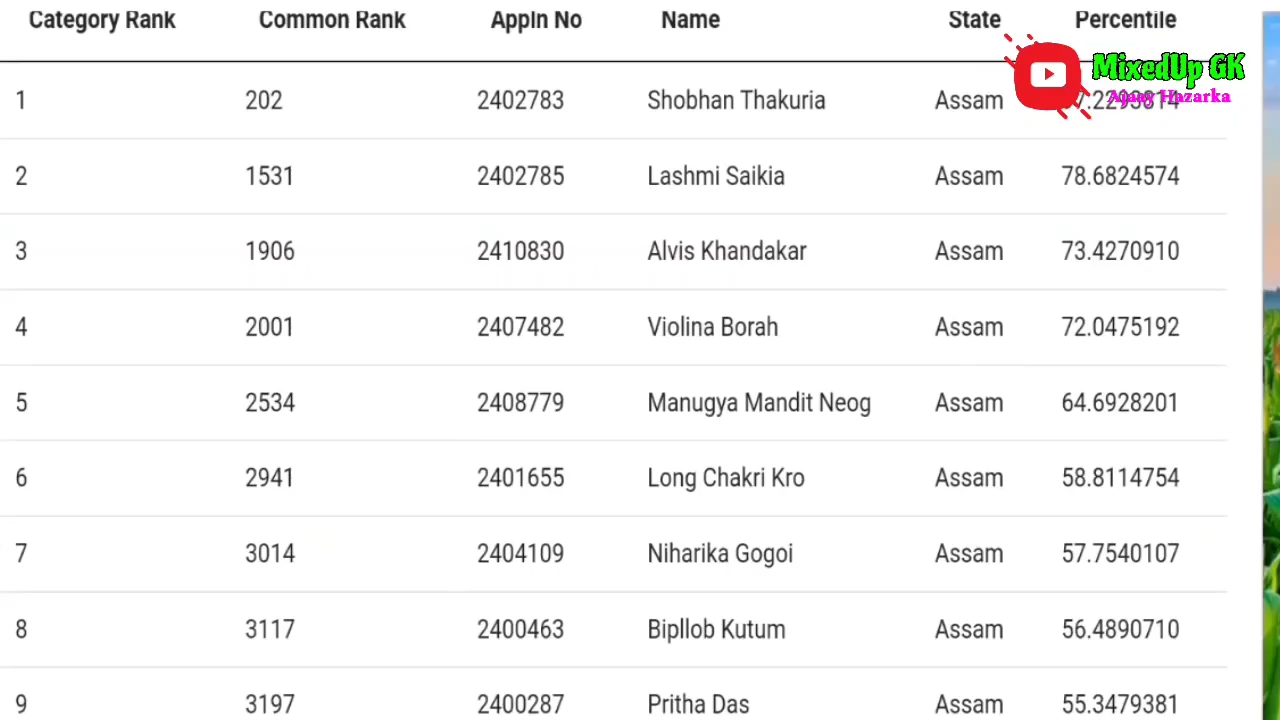 Category Rank Common Rank Appln No Name State Percentile
MixedUp GK
Ajaay Hazarka
1 202 2402783 Shobhan Thakuria Assam
2 1531 2402785 Lashmi Saikia Assam 78.6824574
3 1906 2410830 Alvis Khandakar Assam 73.4270910
4 2001 2407482 Violina Borah Assam 72.0475192
5 2534 2408779 Manugya Mandit Neog Assam 64.6928201
6 2941 2401655 Long Chakri Kro Assam 58.8114754
7 3014 2404109 Niharika Gogoi Assam 57.7540107
8 3117 2400463 Bipllob Kutum Assam 56.4890710
9 3197 2400287 Pritha Das Assam 55.3479381